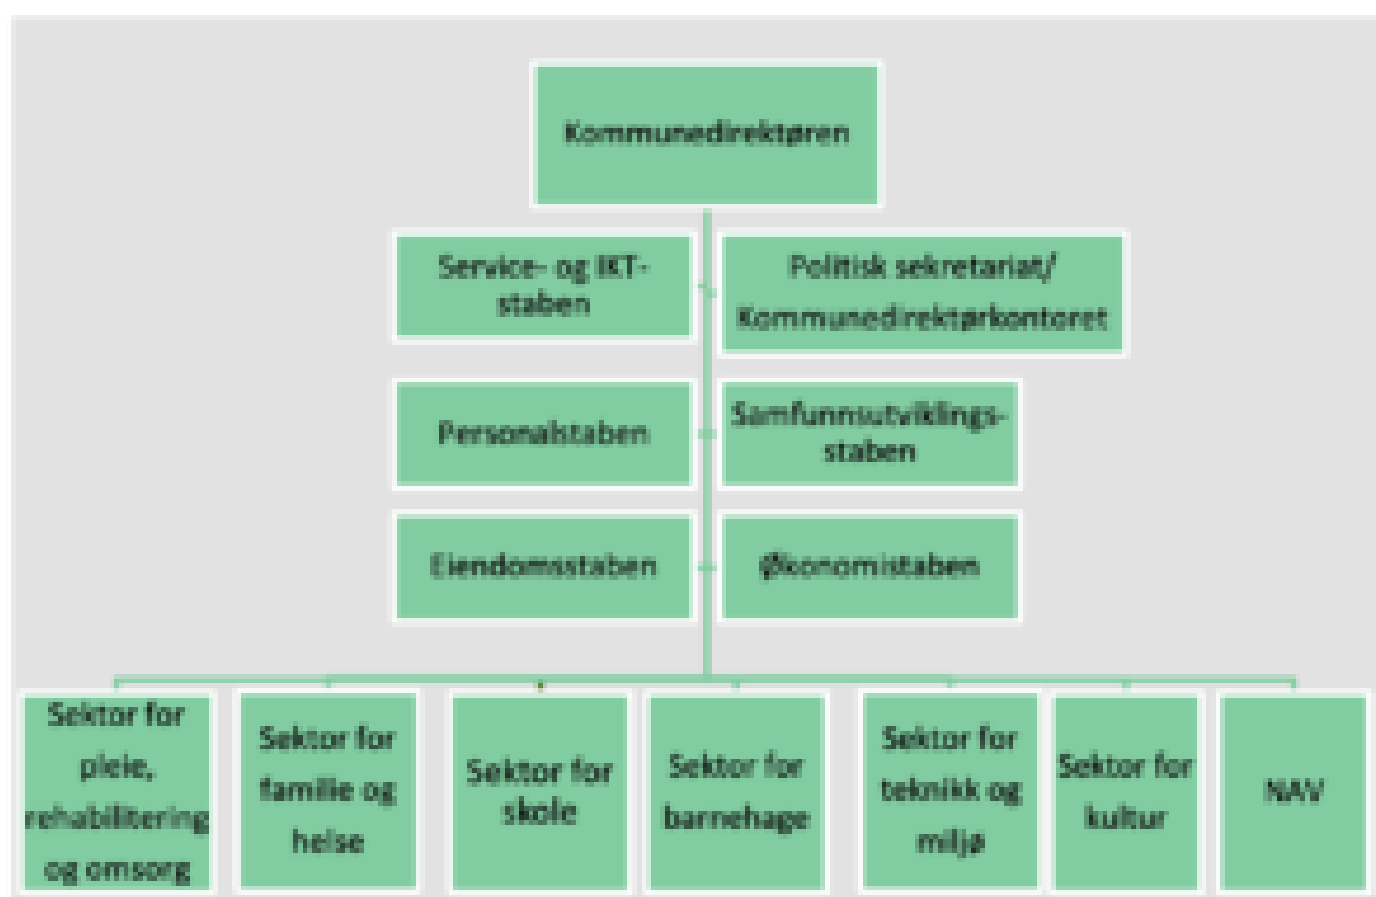 Kommunedirektøren
Service- og IKT-
staben
Politisk sekretariat/
Kommunedirektørkontoret
Personalstaben
Samfunnsutviklings-
staben
Eiendomsstaben
Økonomistaben
Sektor for
pleie,
rehabilitering
og omsorg
Sektor for
familie og
helse
Sektor for
skole
Sektor for
barnehage
Sektor for
teknikk og
miljø
Sektor for
kultur
NAV